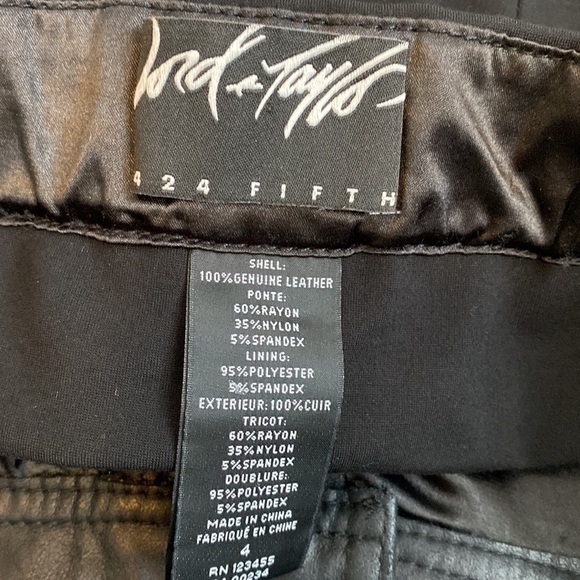 Lord & Taylor
424 FIFTH
SHELL:
100%GENUINE LEATHER
PONTE:
60%RAYON
35%NYLON
5%SPANDEX
LINING:
95%POLYESTER
5%SPANDEX
EXTERIEUR:100%CUIR
TRICOT:
60%RAYON
35%NYLON
5%SPANDEX
DOUBLURE:
95%POLYESTER
5%SPANDEX
MADE IN CHINA
FABRIQUÉ EN CHINE
4
RN 123455
00234